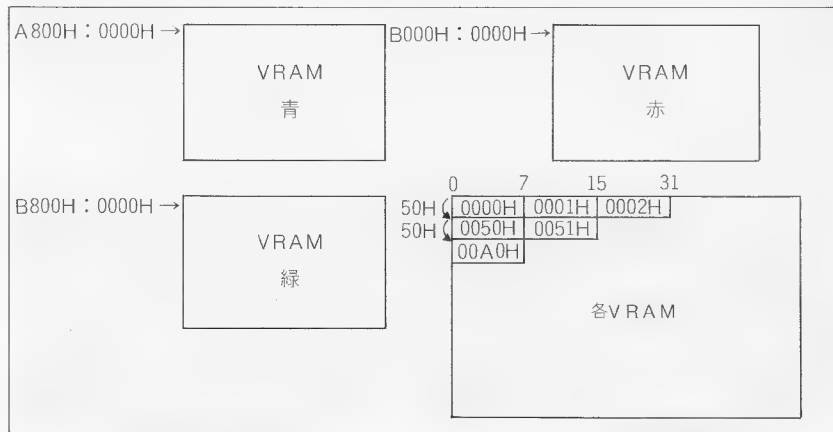 A800H：0000H→
VRAM
青
B000H：0000H→
VRAM
赤
B800H：0000H→
VRAM
緑
0 7 15 31
50H 0000H 0001H 0002H
50H 0050H 0051H
00A0H
各VRAM